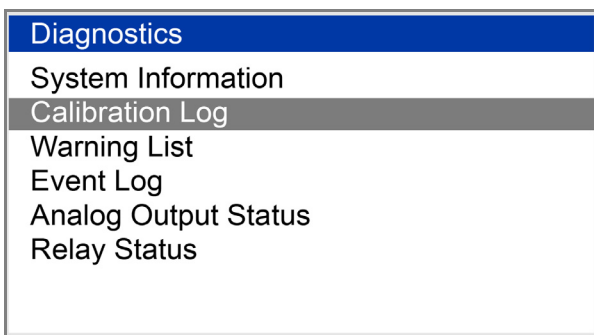 Diagnostics
System Information
Calibration Log
Warning List
Event Log
Analog Output Status
Relay Status